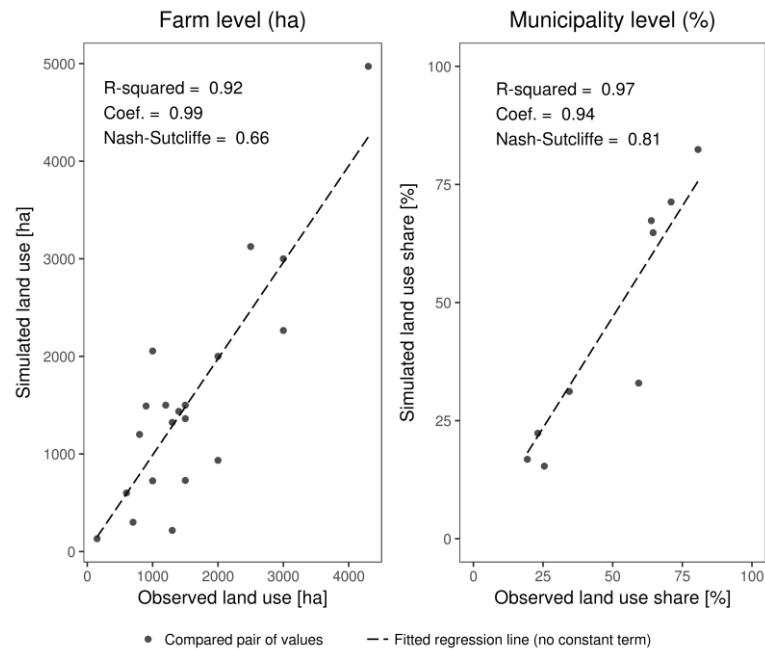 Farm level (ha)
R-squared = 0.92
Coef. = 0.99
Nash-Sutcliffe = 0.66
Simulated land use [ha]
5000
4000
3000
2000
1000
0
0 1000 2000 3000 4000
Observed land use [ha]
Municipality level (%)
R-squared = 0.97
Coef. = 0.94
Nash-Sutcliffe = 0.81
Simulated land use share [%]
100
75
50
25
0
0 25 50 75 100
Observed land use share [%]
Compared pair of values
Fitted regression line (no constant term)